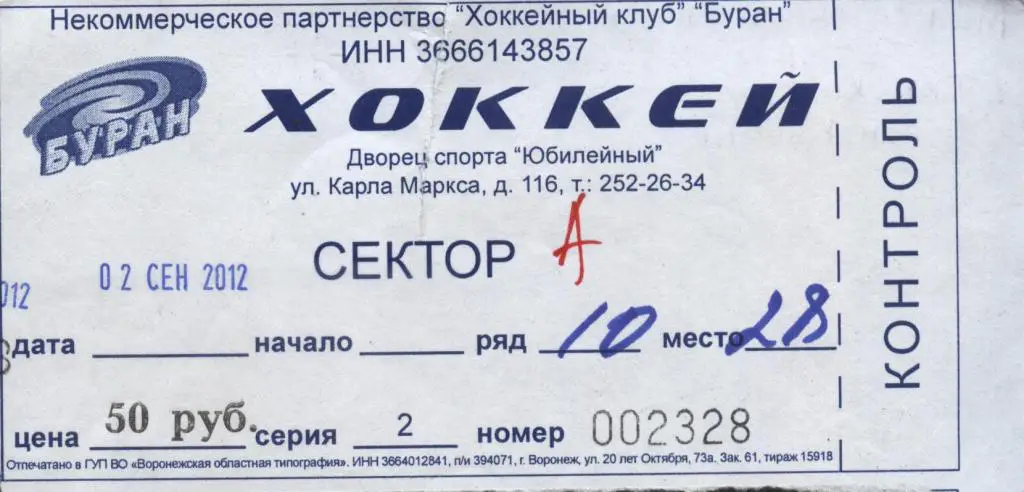 Некоммерческое партнерство "Хоккейный клуб" "Буран"
ИНН 3666143857
БУРАН
ХОККЕЙ
Дворец спорта "Юбилейный"
ул. Карла Маркса, д. 116, т.: 252-26-34
СЕКТОР А
012 02 СЕН 2012
дата начало ряд 10 место 28
цена 50 руб. серия 2 номер 002328
Отпечатано в ГУП ВО «Воронежская областная типография». ИНН 3664012841, п/и 394071, г. Воронеж, ул. 20 лет Октября, 73а. Зак. 61, тираж 15918
КОНТРОЛЬ